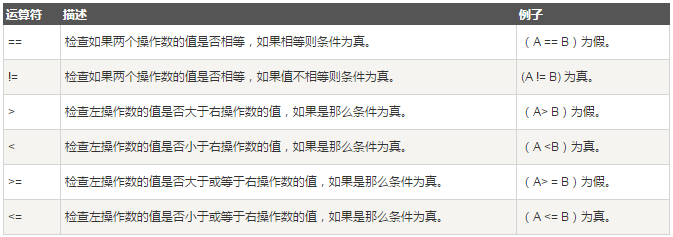 运算符 描述 例子
== 检查如果两个操作数的值是否相等，如果相等则条件为真。 （A == B）为假。
!= 检查如果两个操作数的值是否相等，如果值不相等则条件为真。 (A != B) 为真。
> 检查左操作数的值是否大于右操作数的值，如果是那么条件为真。 （A> B）为假。
< 检查左操作数的值是否小于右操作数的值，如果是那么条件为真。 （A <B）为真。
>= 检查左操作数的值是否大于或等于右操作数的值，如果是那么条件为真。 （A> = B）为假。
<= 检查左操作数的值是否小于或等于右操作数的值，如果是那么条件为真。 （A <= B）为真。